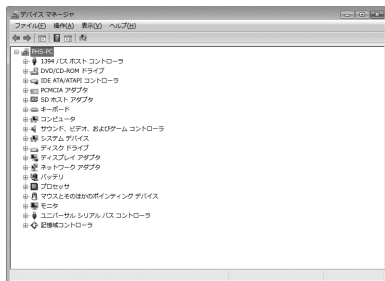 デバイス マネージャ
ファイル(F) 操作(A) 表示(V) ヘルプ(H)
PHS-PC
1394 バス ホスト コントローラ
DVD/CD-ROM ドライブ
IDE ATA/ATAPI コントローラ
PCMCIA アダプタ
SD ホスト アダプタ
キーボード
コンピュータ
サウンド、ビデオ、およびゲーム コントローラ
システム デバイス
ディスク ドライブ
ディスプレイ アダプタ
ネットワーク アダプタ
バッテリ
プロセッサ
マウスとそのほかのポインティング デバイス
モニタ
ユニバーサル シリアル バス コントローラ
記憶域コントローラ